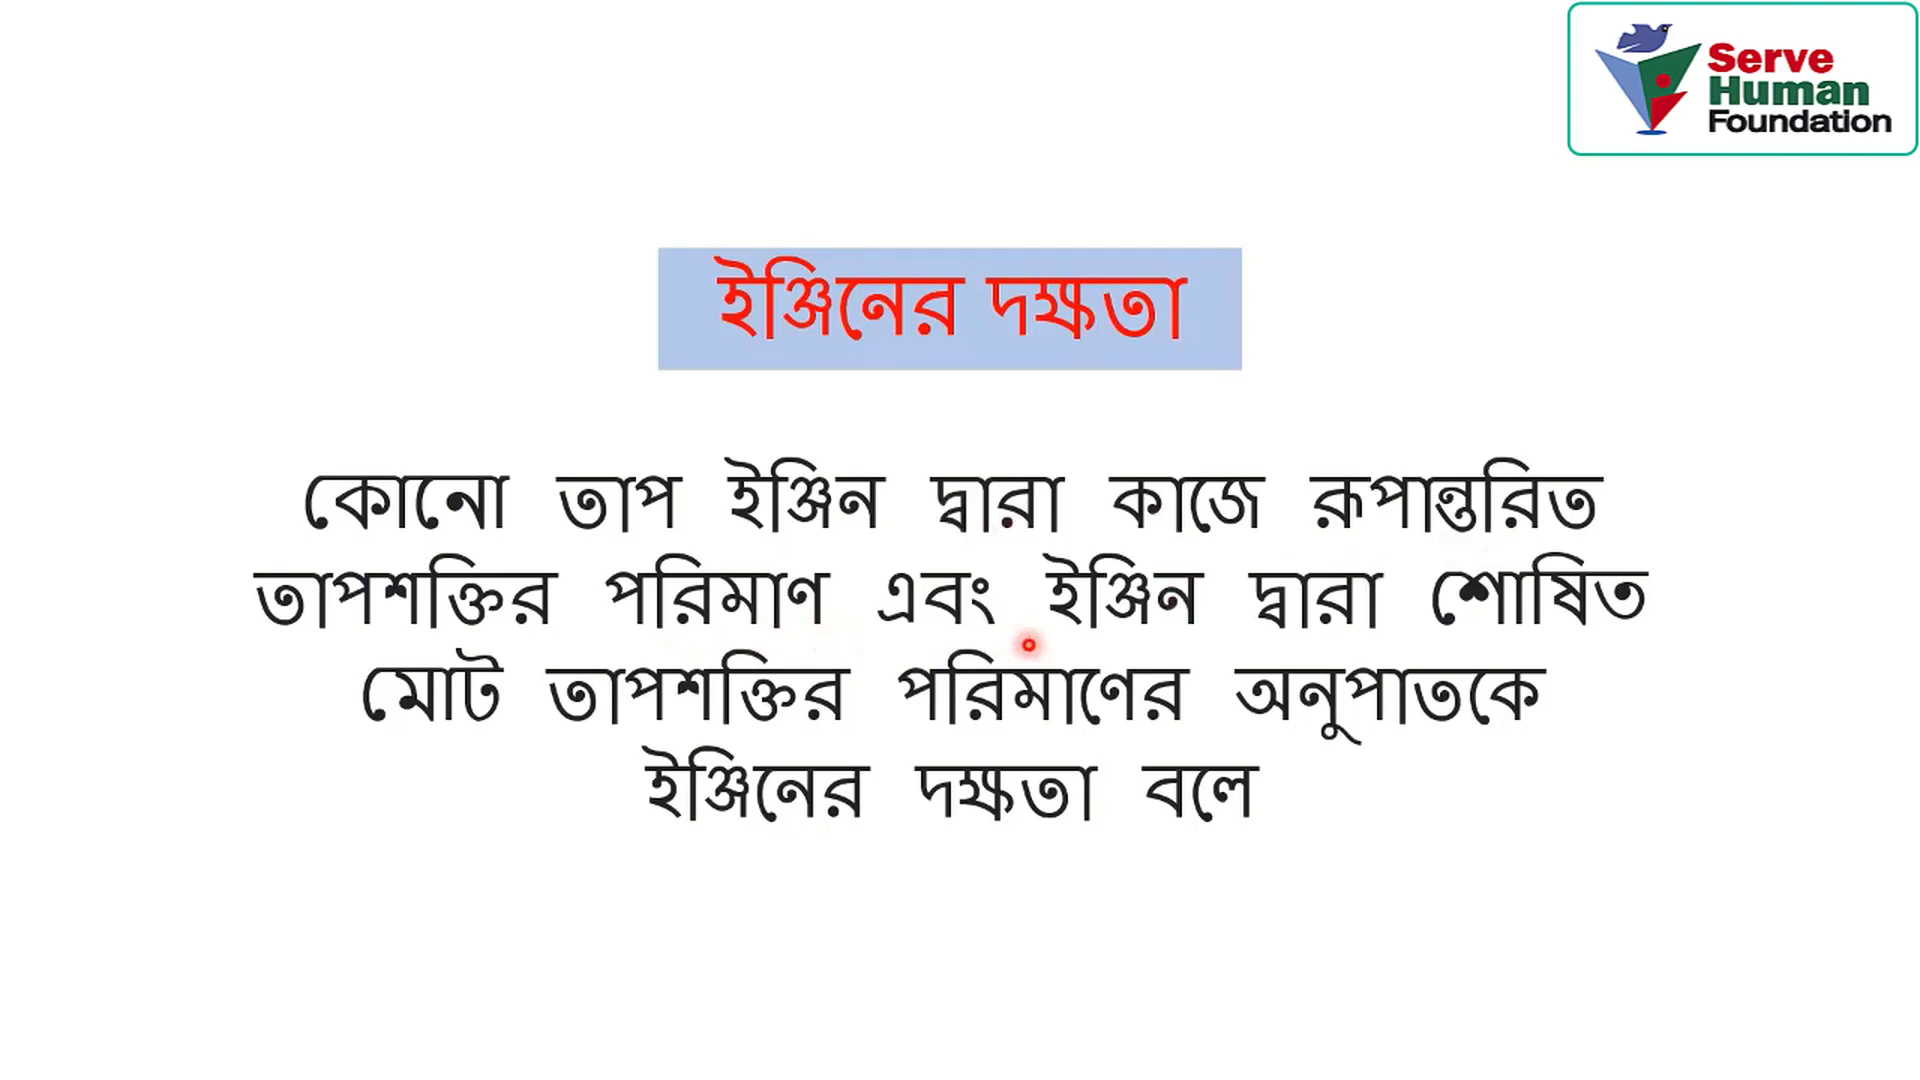 Serve
Human
Foundation
ইঞ্জিনের দক্ষতা
কোনো তাপ ইঞ্জিন দ্বারা কাজে রূপান্তরিত
তাপশক্তির পরিমাণ এবং ইঞ্জিন দ্বারা শোষিত
মোট তাপশক্তির পরিমাণের অনুপাতকে
ইঞ্জিনের দক্ষতা বলে